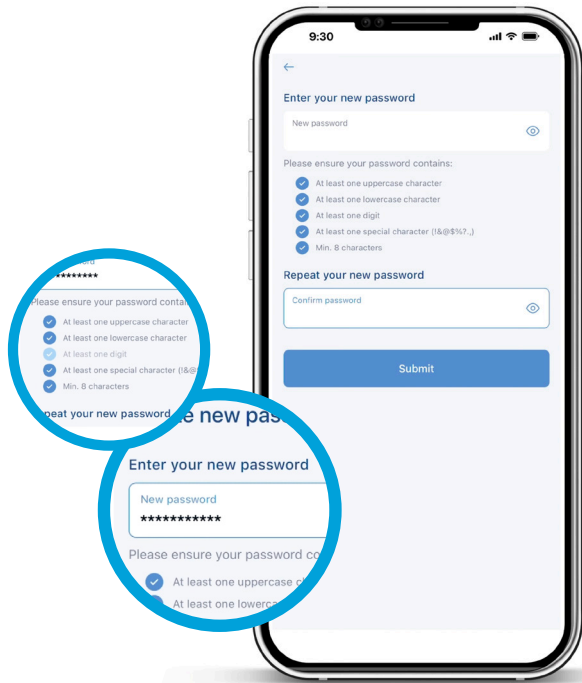 9:30
Enter your new password
New password
Please ensure your password contains:
At least one uppercase character
At least one lowercase character
At least one digit
At least one special character (!&@$%?.,)
Min. 8 characters
Repeat your new password
Confirm password
Submit
*********
Please ensure your password contai
At least one uppercase character
At least one lowercase character
At least one digit
At least one special character (!&@$
Min. 8 characters
peat your new password
e new pas
Enter your new password
New password
***********
Please ensure your password co
At least one uppercase ch
At least one lowerca